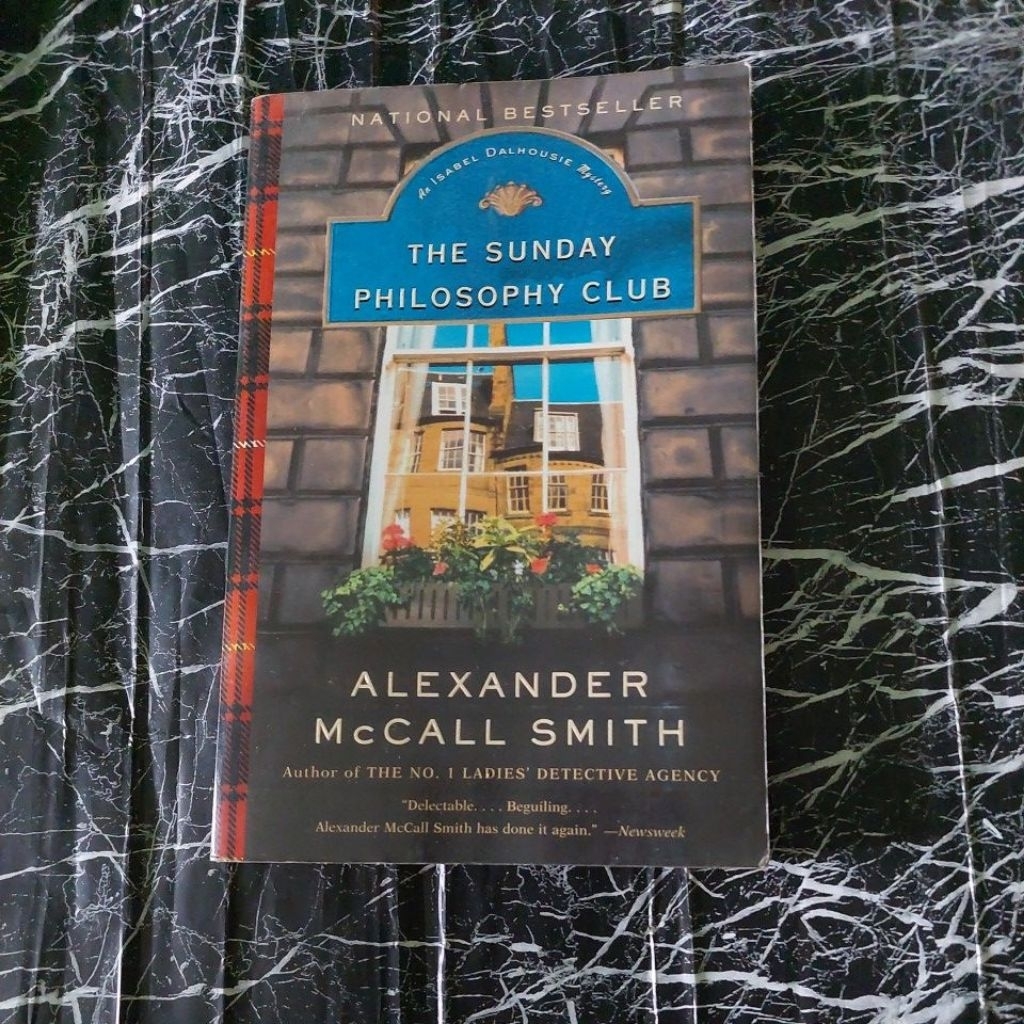 NATIONAL BESTSELLER
An ISABEL DALHOUSIE Mystery
THE SUNDAY
PHILOSOPHY CLUB
ALEXANDER
McCALL SMITH
Author of THE NO. 1 LADIES' DETECTIVE AGENCY
"Delectable. . . . Beguiling. . . .
Alexander McCall Smith has done it again." —Newsweek